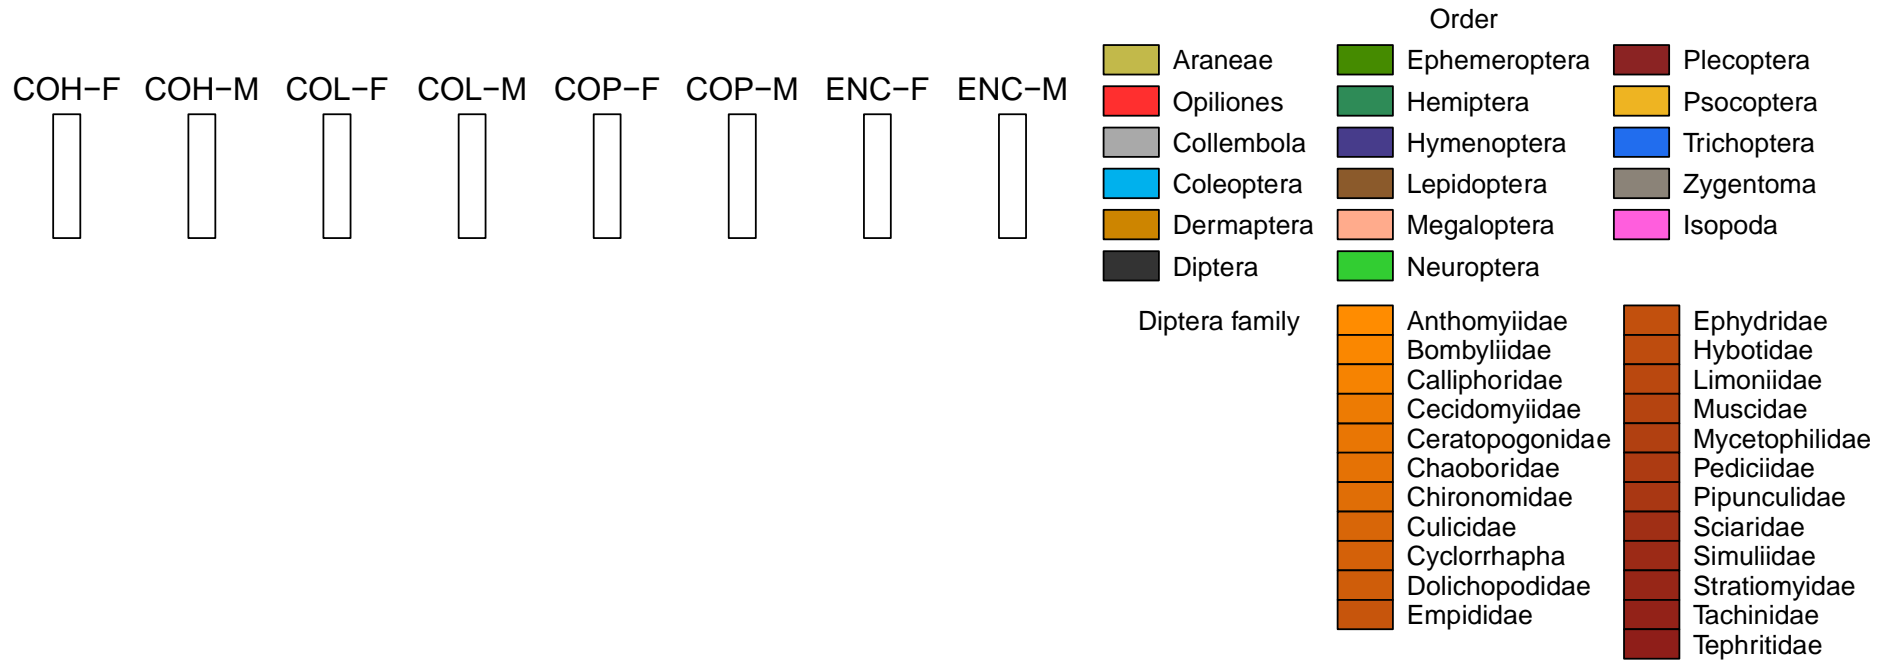 Order
COH−F COH−M COL−F COL−M COP−F COP−M ENC−F ENC−M
Araneae
Opiliones
Collembola
Coleoptera
Dermaptera
Diptera
Ephemeroptera
Hemiptera
Hymenoptera
Lepidoptera
Megaloptera
Neuroptera
Plecoptera
Psocoptera
Trichoptera
Zygentoma
Isopoda
Diptera family
Anthomyiidae
Bombyliidae
Calliphoridae
Cecidomyiidae
Ceratopogonidae
Chaoboridae
Chironomidae
Culicidae
Cyclorrhapha
Dolichopodidae
Empididae
Ephydridae
Hybotidae
Limoniidae
Muscidae
Mycetophilidae
Pediciidae
Pipunculidae
Sciaridae
Simuliidae
Stratiomyidae
Tachinidae
Tephritidae